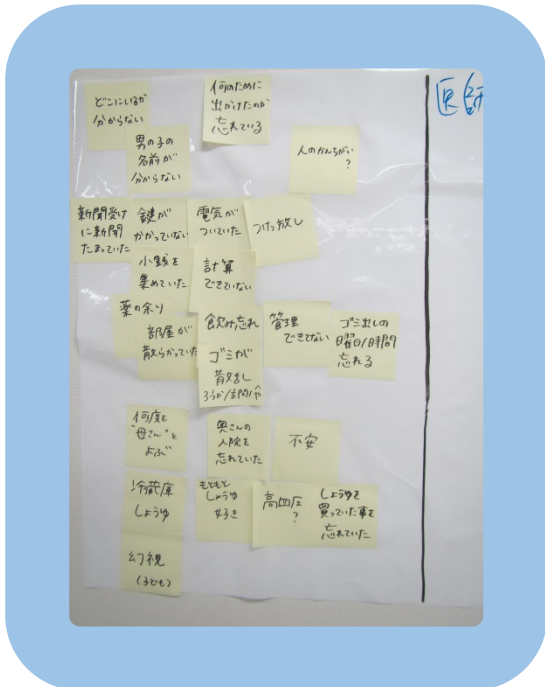 どこにいるか
分からない
何のために
出かけたのか
忘れている
医師
男の子の
名前が
分からない
人のかんちがい
?
新聞受け
に新聞
たまっていた
鍵が
かかっていない
電気が
ついていた
つけっ放し
小銭を
集めていた
計算
できていない
薬の余り
部屋が
散らかっていた
飲み忘れ
管理
できてない
ゴミ出しの
曜日/時間
忘れる
ゴミが
散乱し
何度も
"母さん"と
よぶ
奥さんの
入院を
忘れていた
不安
冷蔵庫
しょうゆ
もともと
しょうゆ
好き
高血圧
?
しょうゆを
買っていた事を
忘れていた
幻視
(子ども)